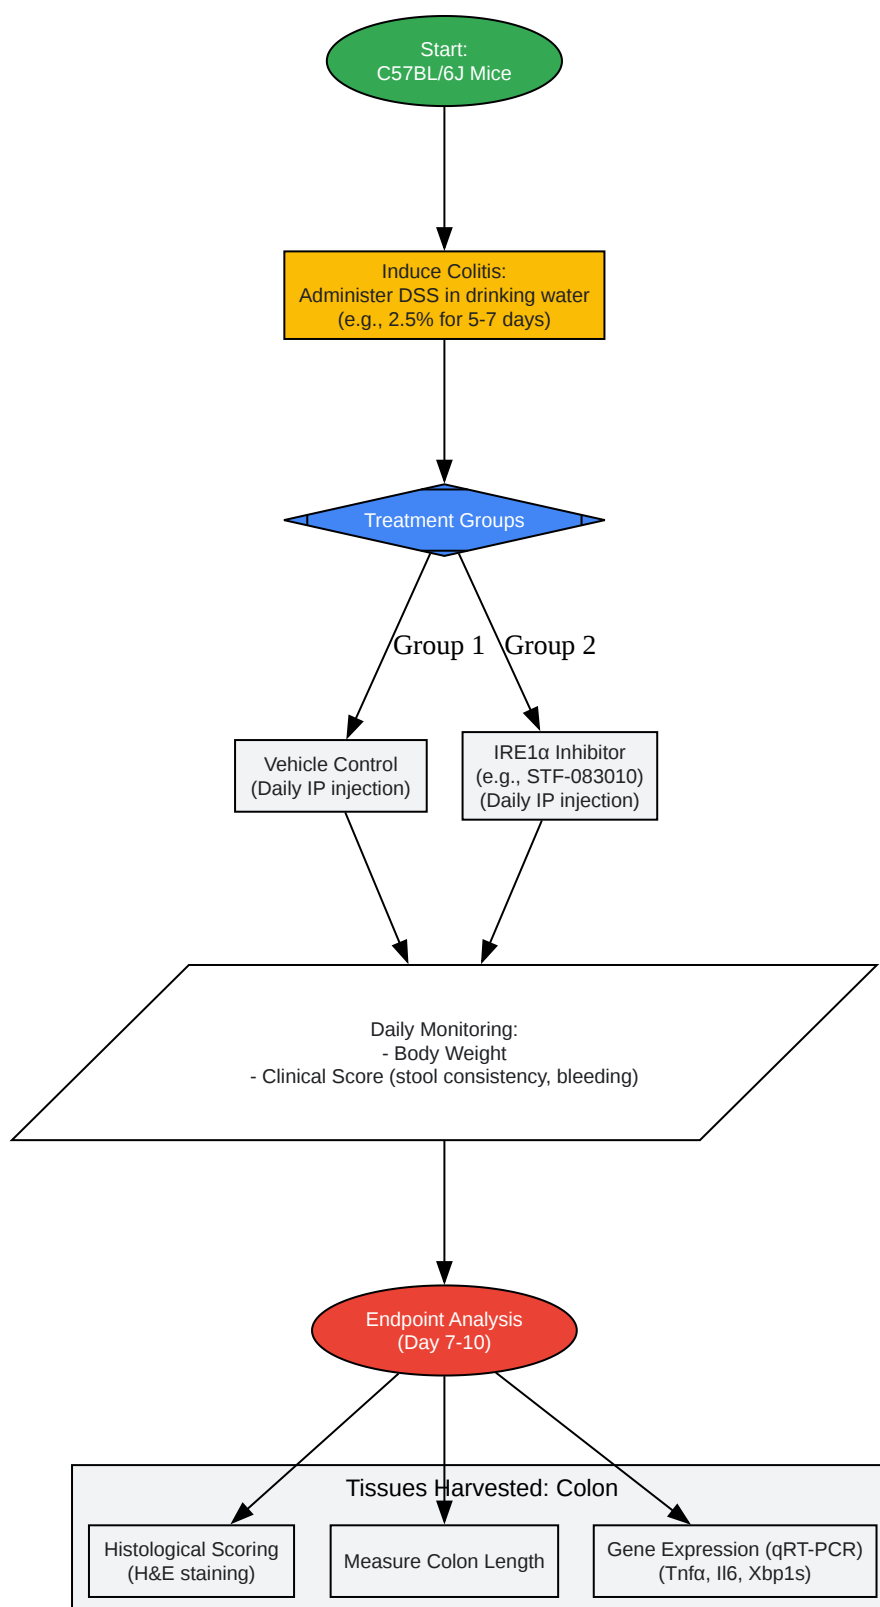 Start:
C57BL/6J Mice
Induce Colitis:
Administer DSS in drinking water
(e.g., 2.5% for 5-7 days)
Treatment Groups
Group 1
Group 2
Vehicle Control
(Daily IP injection)
IRE1α Inhibitor
(e.g., STF-083010)
(Daily IP injection)
Daily Monitoring:
- Body Weight
- Clinical Score (stool consistency, bleeding)
Endpoint Analysis
(Day 7-10)
Tissues Harvested: Colon
Histological Scoring
(H&E staining)
Measure Colon Length
Gene Expression (qRT-PCR)
(Tnfα, Il6, Xbp1s)